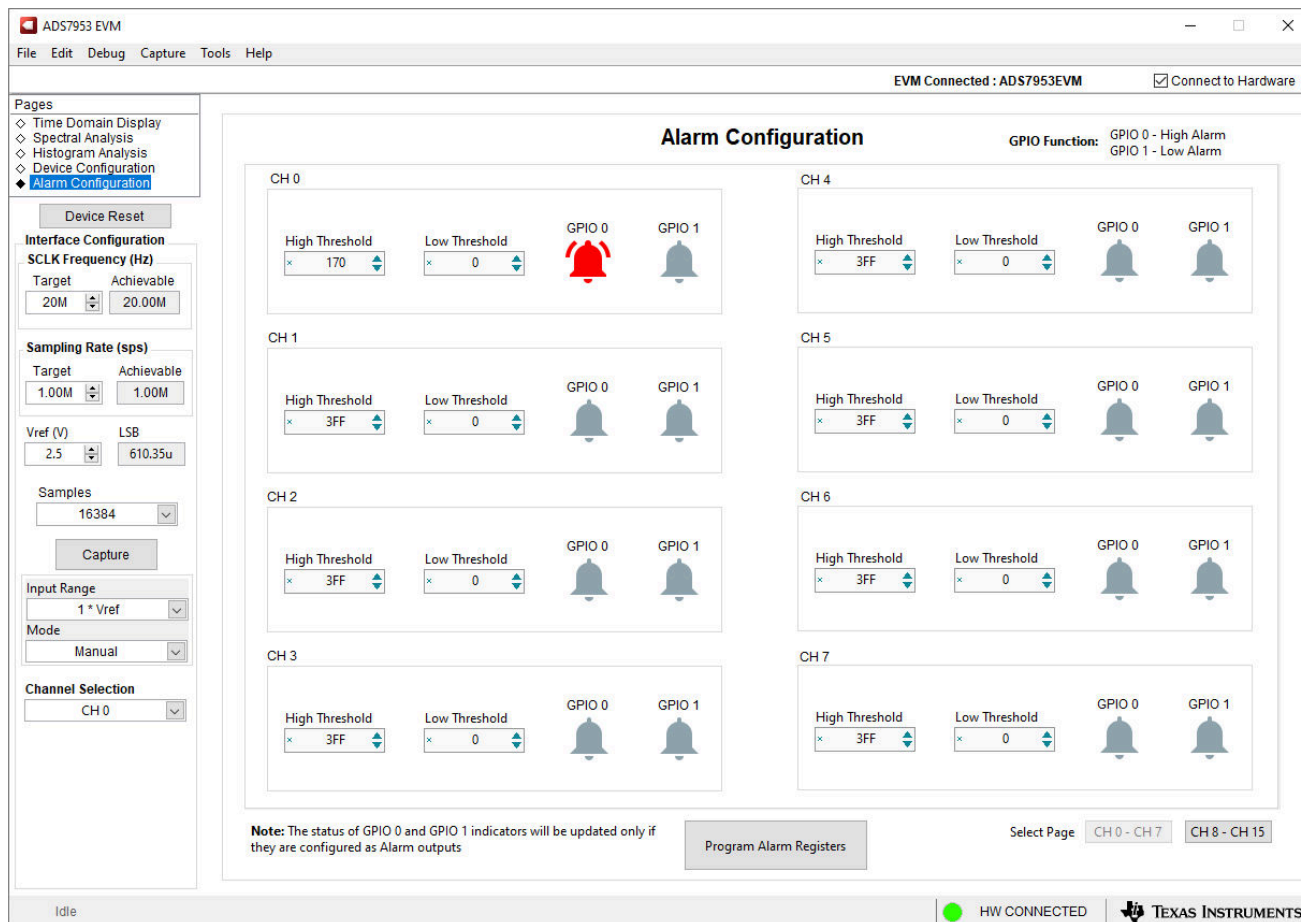 ADS7953 EVM
File Edit Debug Capture Tools Help
EVM Connected : ADS7953EVM
Connect to Hardware
Pages
Time Domain Display
Spectral Analysis
Histogram Analysis
Device Configuration
Alarm Configuration
Device Reset
Interface Configuration
SCLK Frequency (Hz)
Target Achievable
20M 20.00M
Sampling Rate (sps)
Target Achievable
1.00M 1.00M
Vref (V) LSB
2.5 610.35u
Samples
16384
Capture
Input Range
1 * Vref
Mode
Manual
Channel Selection
CH 0
Alarm Configuration
GPIO Function: GPIO 0 - High Alarm
GPIO 1 - Low Alarm
CH 0
High Threshold Low Threshold GPIO 0 GPIO 1
× 170 × 0
CH 1
High Threshold Low Threshold GPIO 0 GPIO 1
× 3FF × 0
CH 2
High Threshold Low Threshold GPIO 0 GPIO 1
× 3FF × 0
CH 3
High Threshold Low Threshold GPIO 0 GPIO 1
× 3FF × 0
CH 4
High Threshold Low Threshold GPIO 0 GPIO 1
× 3FF × 0
CH 5
High Threshold Low Threshold GPIO 0 GPIO 1
× 3FF × 0
CH 6
High Threshold Low Threshold GPIO 0 GPIO 1
× 3FF × 0
CH 7
High Threshold Low Threshold GPIO 0 GPIO 1
× 3FF × 0
Note: The status of GPIO 0 and GPIO 1 indicators will be updated only if
they are configured as Alarm outputs
Program Alarm Registers
Select Page CH 0 - CH 7 CH 8 - CH 15
Idle
HW CONNECTED
TEXAS INSTRUMENTS